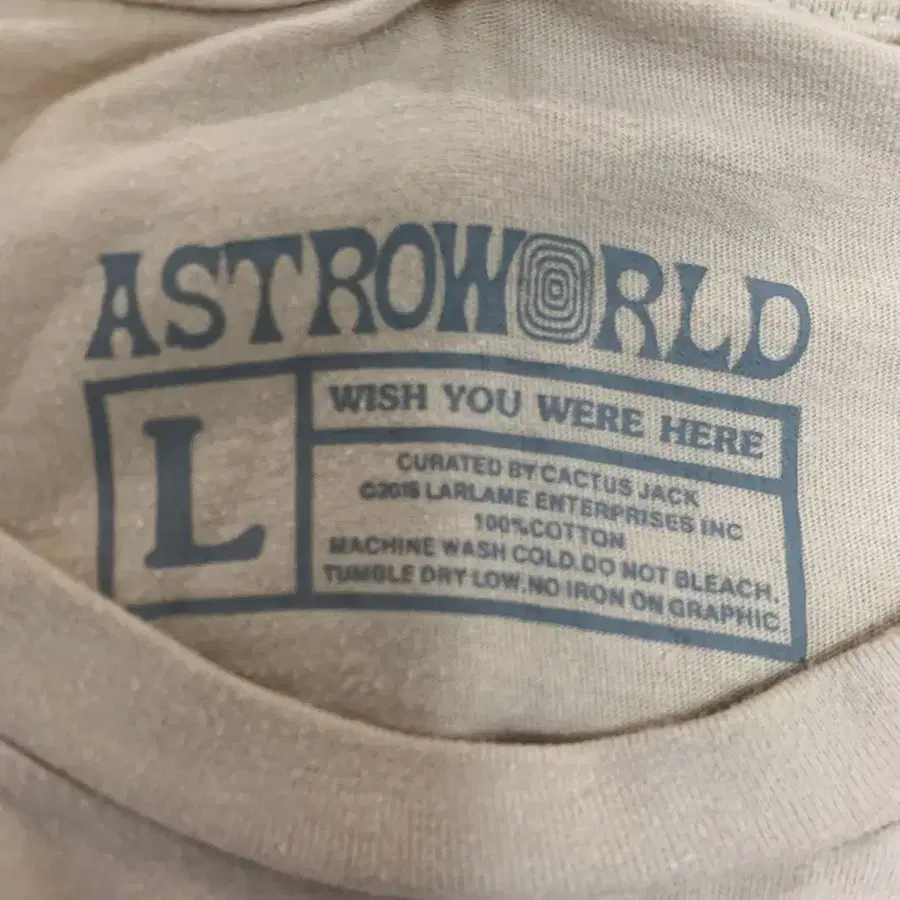 ASTROWORLD
L
WISH YOU WERE HERE
CURATED BY CACTUS JACK
©2018 LARLAME ENTERPRISES INC
100%COTTON
MACHINE WASH COLD.DO NOT BLEACH.
TUMBLE DRY LOW.NO IRON ON GRAPHIC